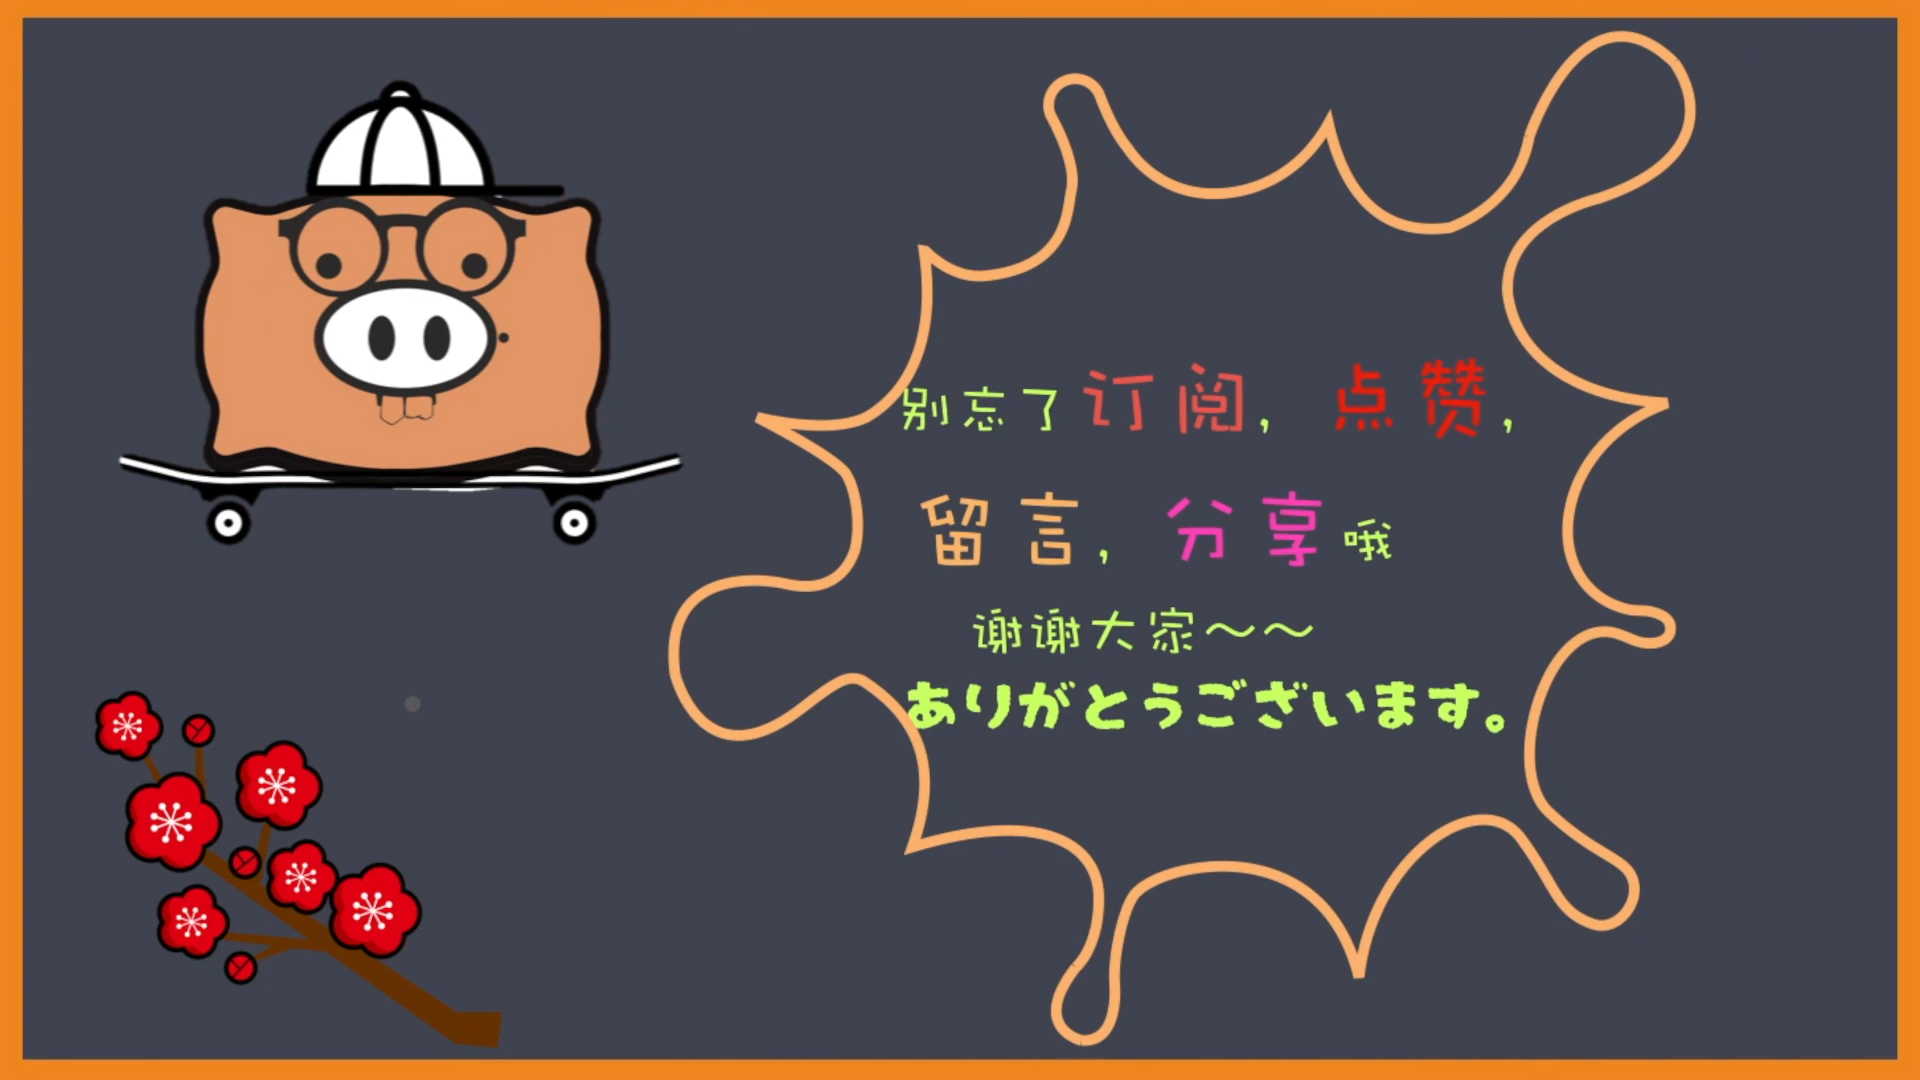 别忘了订阅，点赞，
留言，分享哦
谢谢大家～～
ありがとうございます。